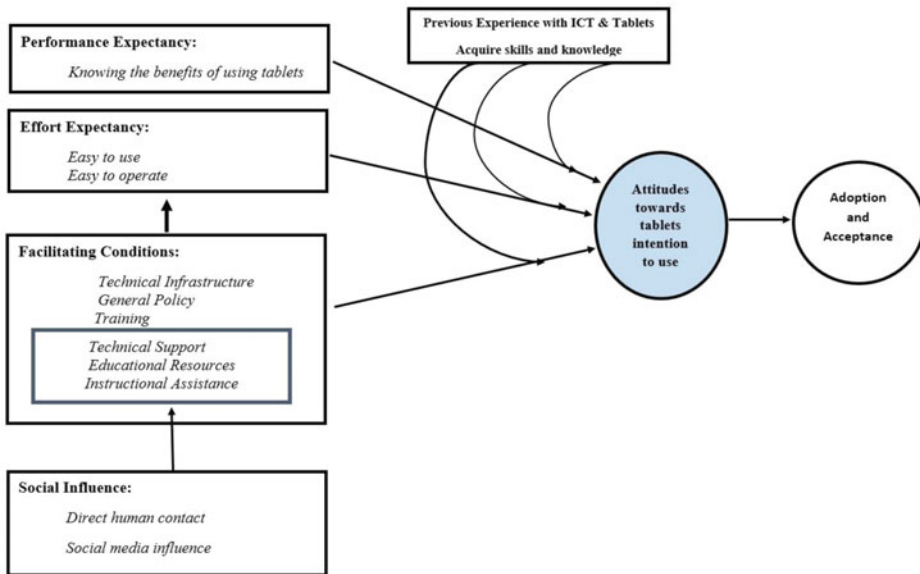 Previous Experience with ICT & Tablets
Acquire skills and knowledge
Performance Expectancy:
Knowing the benefits of using tablets
Effort Expectancy:
Easy to use
Easy to operate
Facilitating Conditions:
Technical Infrastructure
General Policy
Training
Technical Support
Educational Resources
Instructional Assistance
Social Influence:
Direct human contact
Social media influence
Attitudes
towards
tablets
intention
to use
Adoption
and
Acceptance